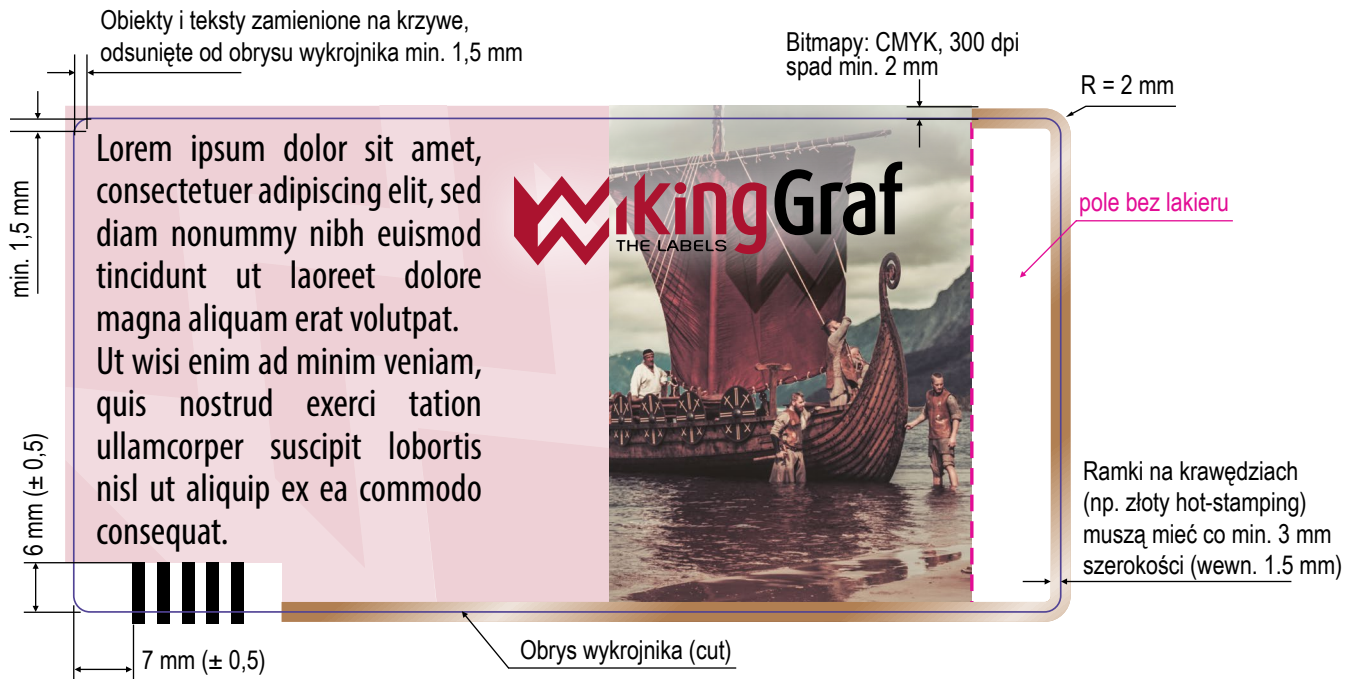 Obiekty i teksty zamienione na krzywe,
odsunięte od obrysu wykrojnika min. 1,5 mm
Bitmapy: CMYK, 300 dpi
spad min. 2 mm
R = 2 mm
min. 1,5 mm
Lorem ipsum dolor sit amet,
consectetuer adipiscing elit, sed
diam nonummy nibh euismod
tincidunt ut laoreet dolore
magna aliquam erat volutpat.
Ut wisi enim ad minim veniam,
quis nostrud exerci tation
ullamcorper suscipit lobortis
nisl ut aliquip ex ea commodo
consequat.
WikingGraf
THE LABELS
pole bez lakieru
6 mm (± 0,5)
Ramki na krawędziach
(np. złoty hot-stamping)
muszą mieć co min. 3 mm
szerokości (wewn. 1.5 mm)
7 mm (± 0,5)
Obrys wykrojnika (cut)